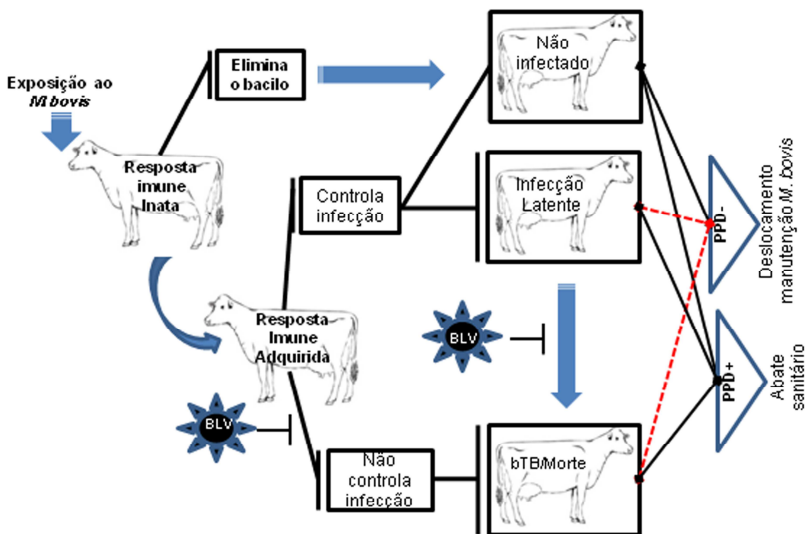 Exposição ao
M. bovis
Resposta
imune
Inata
Elimina
o bacilo
Não
infectado
Controla
infecção
Infecção
Latente
Resposta
Imune
Adquirida
BLV
BLV
Não
controla
infecção
bTB/Morte
PPD-
PPD+
Deslocamento
manutenção M. bovis
Abate
sanitário